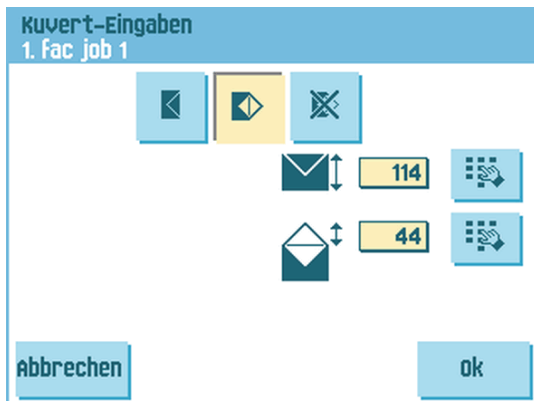 Kuvert-Eingaben
1. Fac job 1
114
44
Abbrechen
Ok